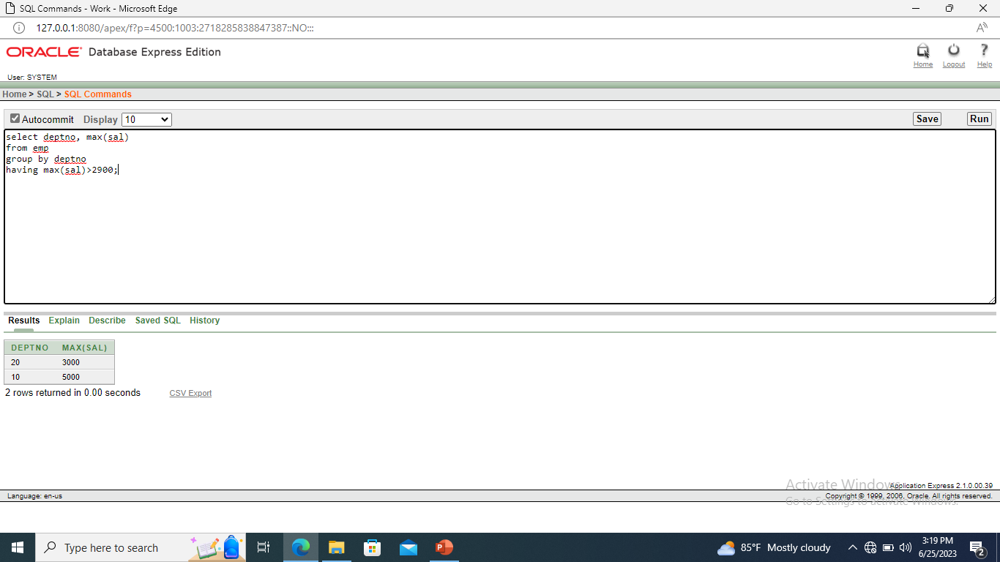 SQL Commands - Work - Microsoft Edge
127.0.0.1:8080/apex/f?p=4500:1003:2718285838847387::NO:::
ORACLE Database Express Edition
Home Logout Help
User: SYSTEM
Home > SQL > SQL Commands
Autocommit Display 10 Save Run
select deptno, max(sal)
from emp
group by deptno
having max(sal)>2900;
Results Explain Describe Saved SQL History
DEPTNO MAX(SAL)
20 3000
10 5000
2 rows returned in 0.00 seconds CSV Export
Activate Windows
Application Express 2.1.0.00.39
Language: en-us Copyright © 1999, 2006, Oracle. All rights reserved.
Go to Settings to activate Windows.
Type here to search 85°F Mostly cloudy 3:19 PM
6/25/2023 2